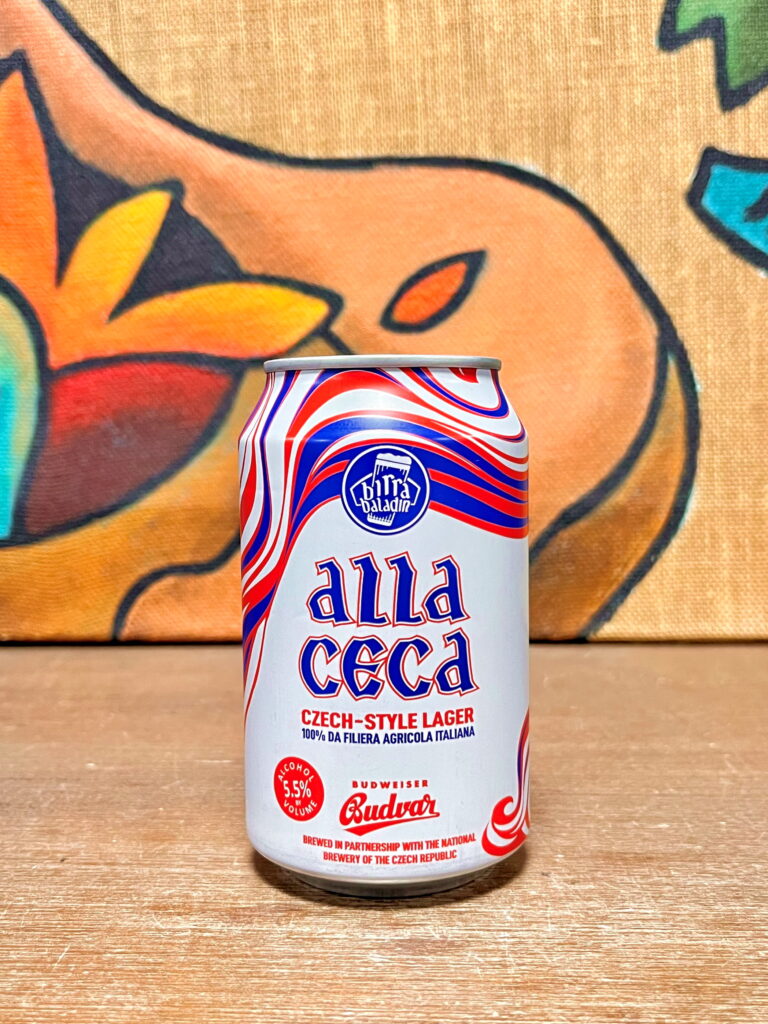 birra
baladin
alla
ceca
CZECH-STYLE LAGER
100% DA FILIERA AGRICOLA ITALIANA
ALCOHOL
5.5%
BY
VOLUME
BUDWEISER
Budvar
BREWED IN PARTNERSHIP WITH THE NATIONAL
BREWERY OF THE CZECH REPUBLIC